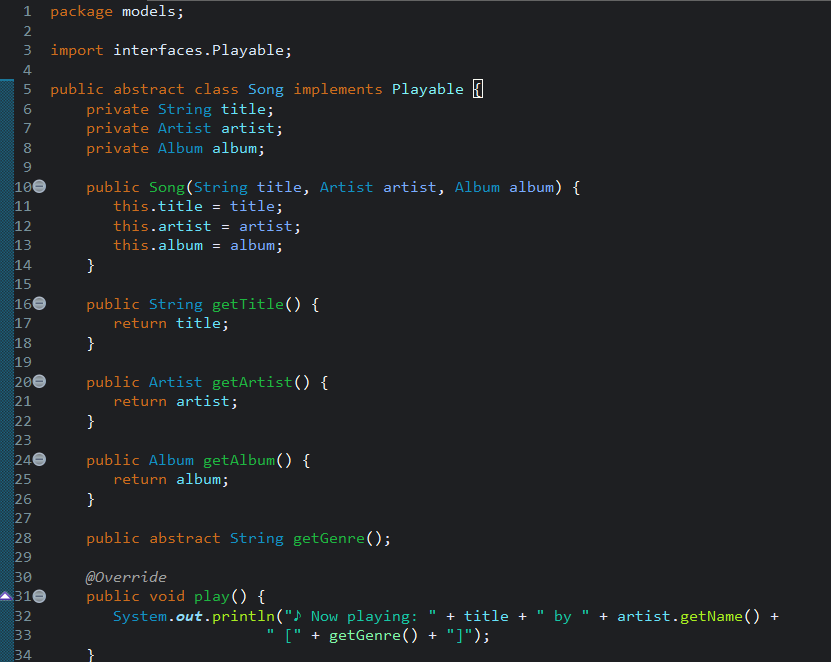 1 package models;
2
3 import interfaces.Playable;
4
5 public abstract class Song implements Playable {
6     private String title;
7     private Artist artist;
8     private Album album;
9
10     public Song(String title, Artist artist, Album album) {
11        this.title = title;
12        this.artist = artist;
13        this.album = album;
14     }
15
16     public String getTitle() {
17        return title;
18     }
19
20     public Artist getArtist() {
21        return artist;
22     }
23
24     public Album getAlbum() {
25        return album;
26     }
27
28     public abstract String getGenre();
29
30     @Override
31     public void play() {
32        System.out.println("♪ Now playing: " + title + " by " + artist.getName() +
33                         " [" + getGenre() + "]");
34     }